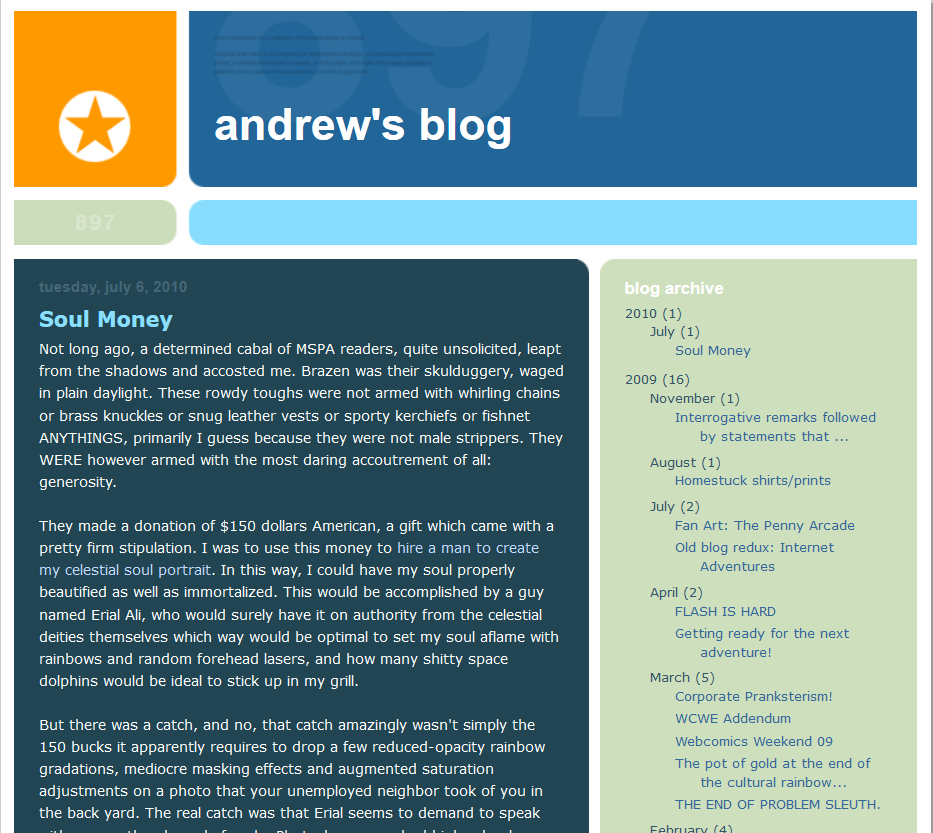 897
andrew's blog
897
tuesday, july 6, 2010
Soul Money
Not long ago, a determined cabal of MSPA readers, quite unsolicited, leapt
from the shadows and accosted me. Brazen was their skulduggery, waged
in plain daylight. These rowdy toughs were not armed with whirling chains
or brass knuckles or snug leather vests or sporty kerchiefs or fishnet
ANYTHINGS, primarily I guess because they were not male strippers. They
WERE however armed with the most daring accoutrement of all:
generosity.
They made a donation of $150 dollars American, a gift which came with a
pretty firm stipulation. I was to use this money to hire a man to create
my celestial soul portrait. In this way, I could have my soul properly
beautified as well as immortalized. This would be accomplished by a guy
named Erial Ali, who would surely have it on authority from the celestial
deities themselves which way would be optimal to set my soul aflame with
rainbows and random forehead lasers, and how many shitty space
dolphins would be ideal to stick up in my grill.
But there was a catch, and no, that catch amazingly wasn't simply the
150 bucks it apparently requires to drop a few reduced-opacity rainbow
gradations, mediocre masking effects and augmented saturation
adjustments on a photo that your unemployed neighbor took of you in
the back yard. The real catch was that Erial seems to demand to speak
blog archive
2010 (1)
July (1)
Soul Money
2009 (16)
November (1)
Interrogative remarks followed
by statements that ...
August (1)
Homestuck shirts/prints
July (2)
Fan Art: The Penny Arcade
Old blog redux: Internet
Adventures
April (2)
FLASH IS HARD
Getting ready for the next
adventure!
March (5)
Corporate Pranksterism!
WCWE Addendum
Webcomics Weekend 09
The pot of gold at the end of
the cultural rainbow...
THE END OF PROBLEM SLEUTH.
February (4)